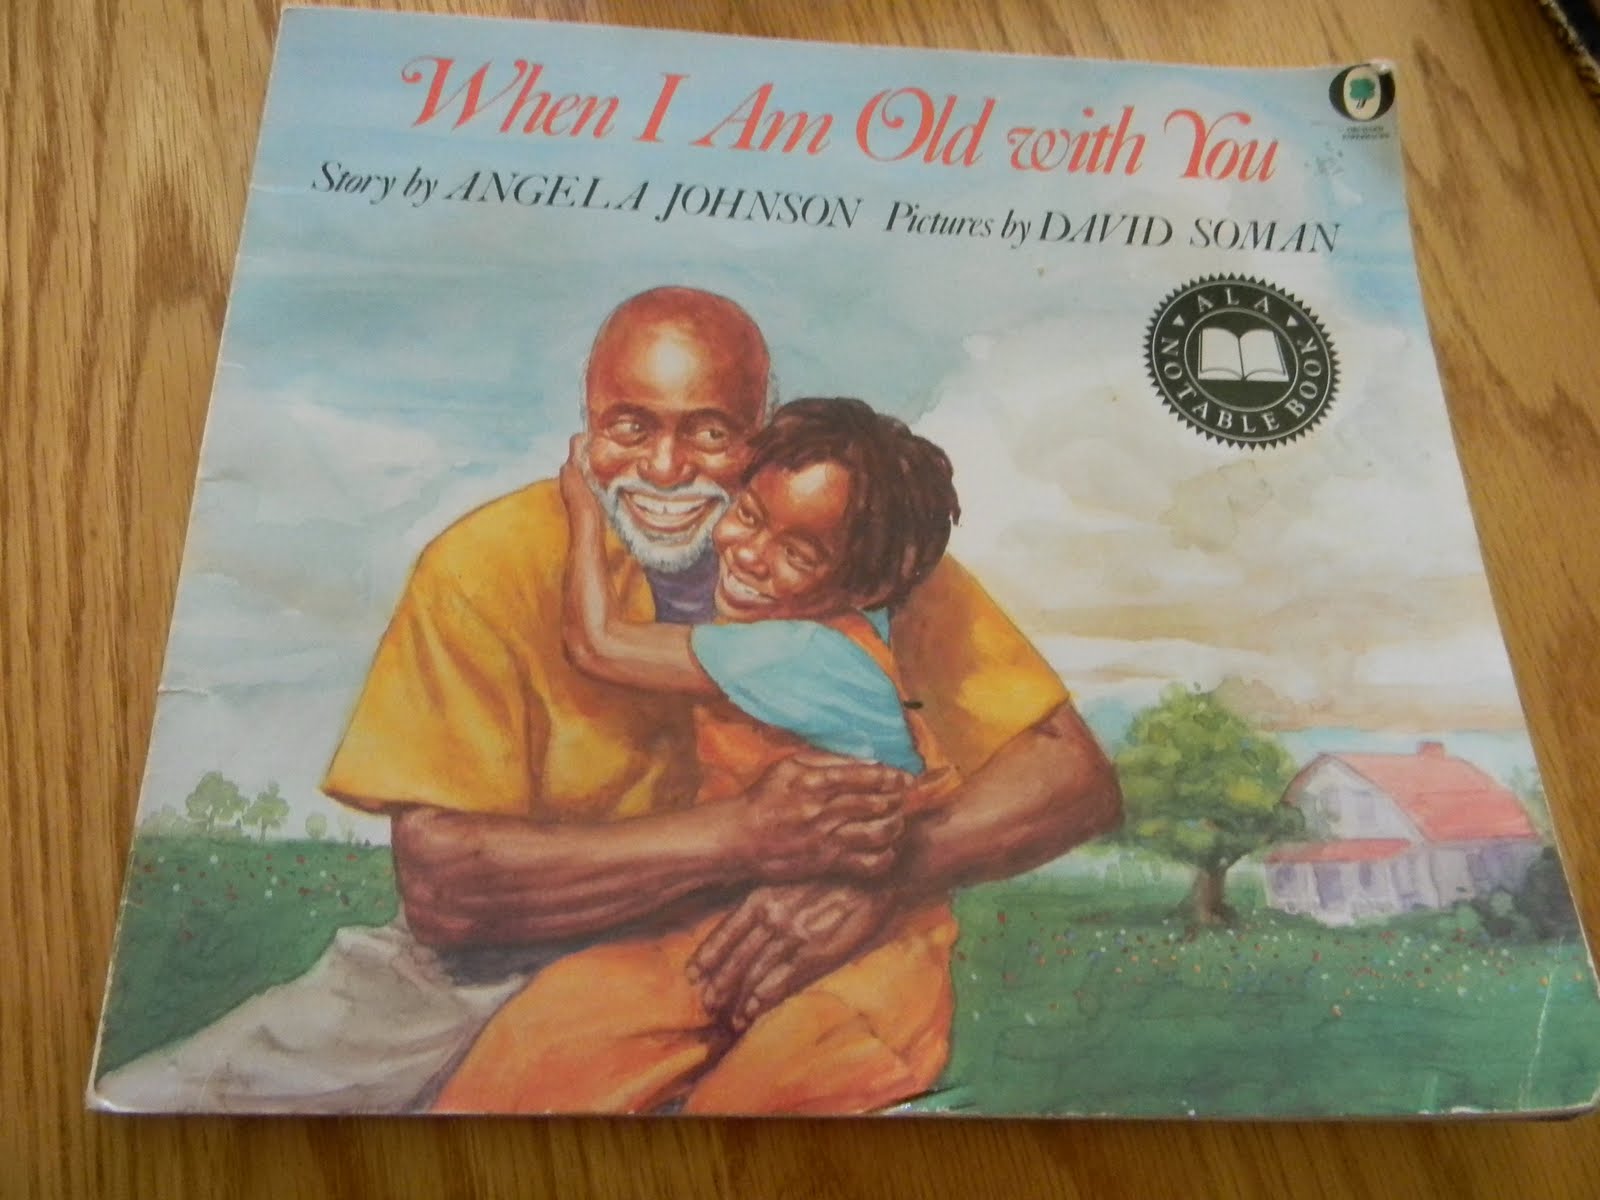 When I Am Old with You
Story by ANGELA JOHNSON Pictures by DAVID SOMAN
ALA
NOTABLE BOOK